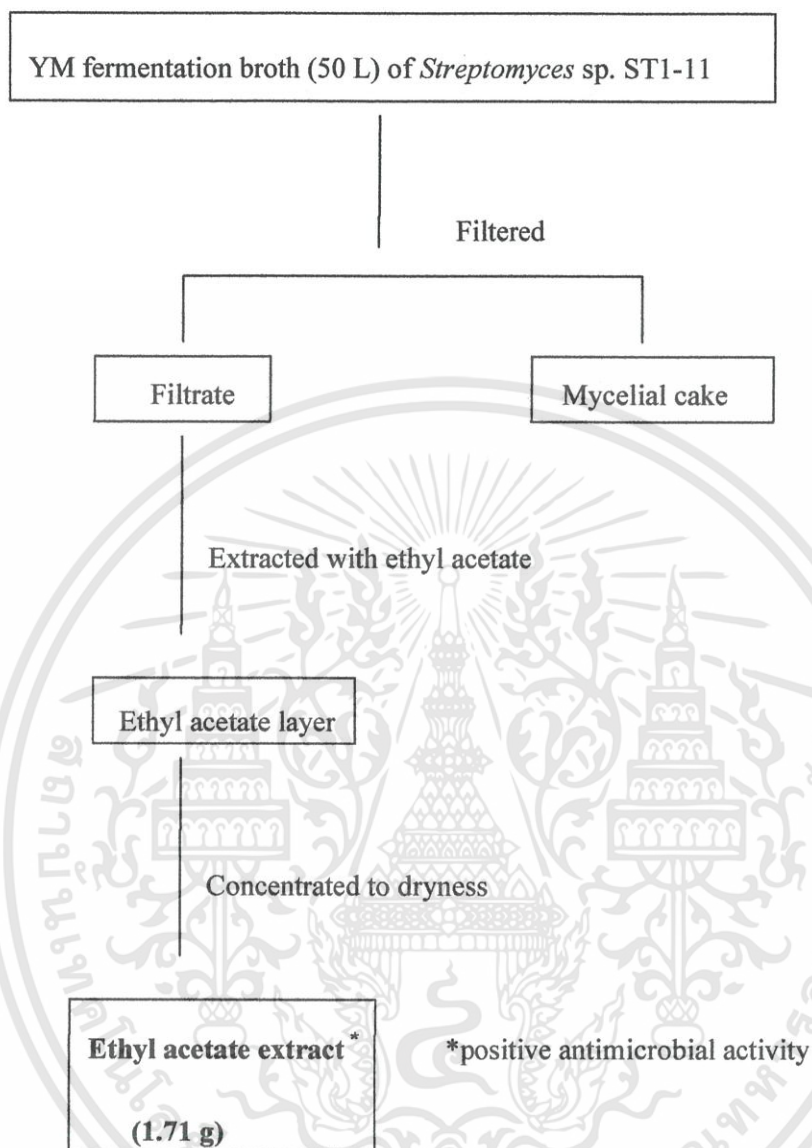 YM fermentation broth (50 L) of Streptomyces sp. ST1-11
Filtered
Filtrate
Mycelial cake
Extracted with ethyl acetate
Ethyl acetate layer
Concentrated to dryness
Ethyl acetate extract*
*positive antimicrobial activity
(1.71 g)